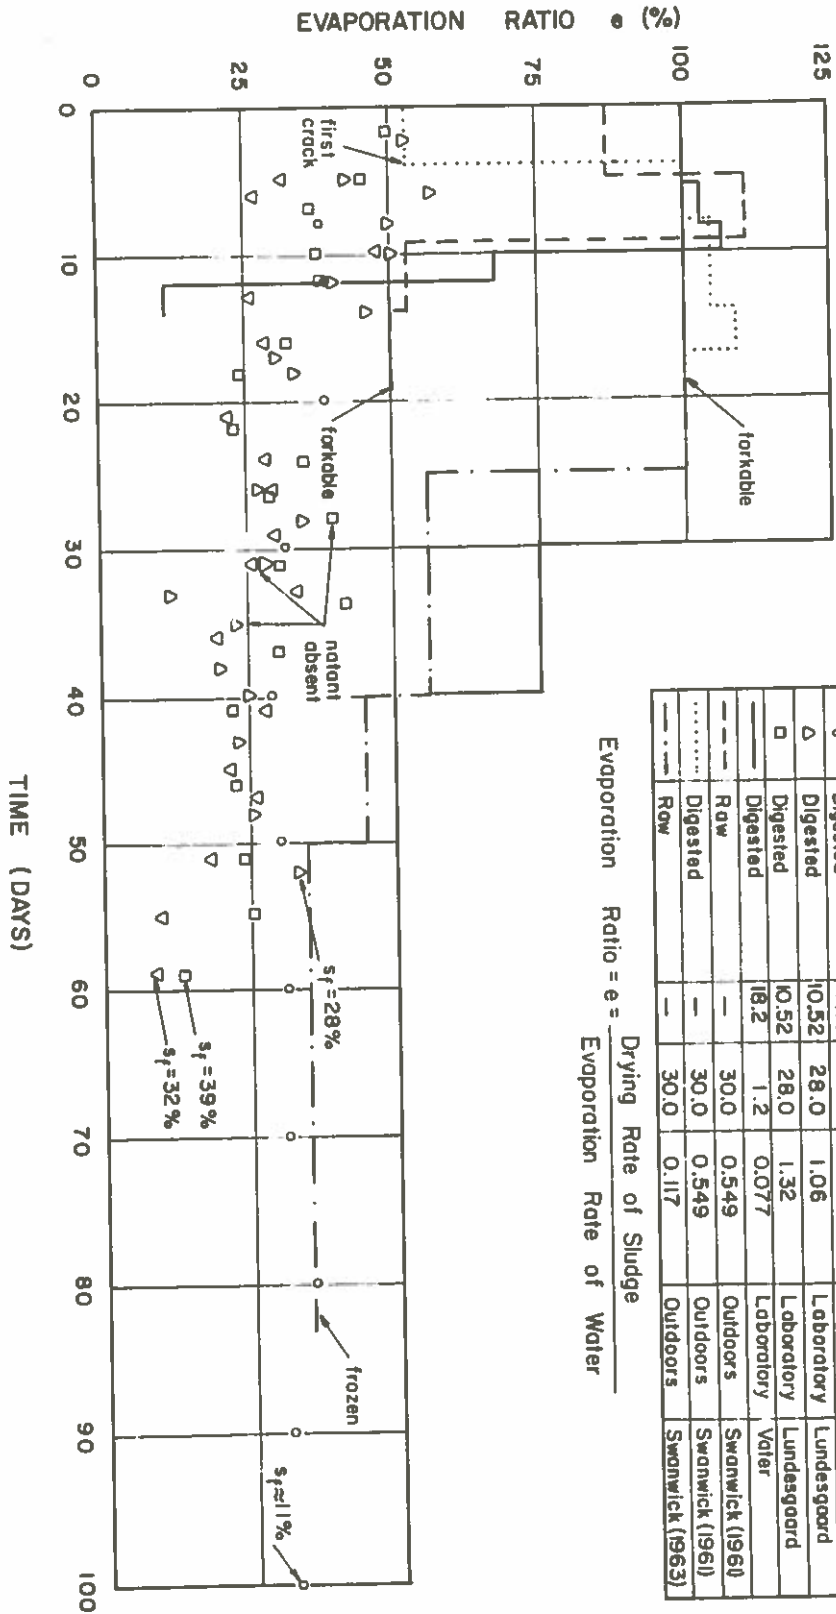 EVAPORATION RATIO e (%)
125
100
75
50
25
0
0
10
20
30
40
50
60
70
80
90
100
TIME (DAYS)
first
crack
forkable
forkable
natant
absent
frozen
sf=28%
sf=39%
sf=32%
sf≈11%
△ Digested 10.52 28.0 1.06 Laboratory Lundesgaard
□ Digested 10.52 28.0 1.32 Laboratory Lundesgaard
Digested 18.2 1.2 0.077 Laboratory Vater
Raw — 30.0 0.549 Outdoors Swanwick (1961)
Digested — 30.0 0.549 Outdoors Swanwick (1961)
Raw — 30.0 0.117 Outdoors Swanwick (1963)
Evaporation Ratio = e = Drying Rate of Sludge
Evaporation Rate of Water